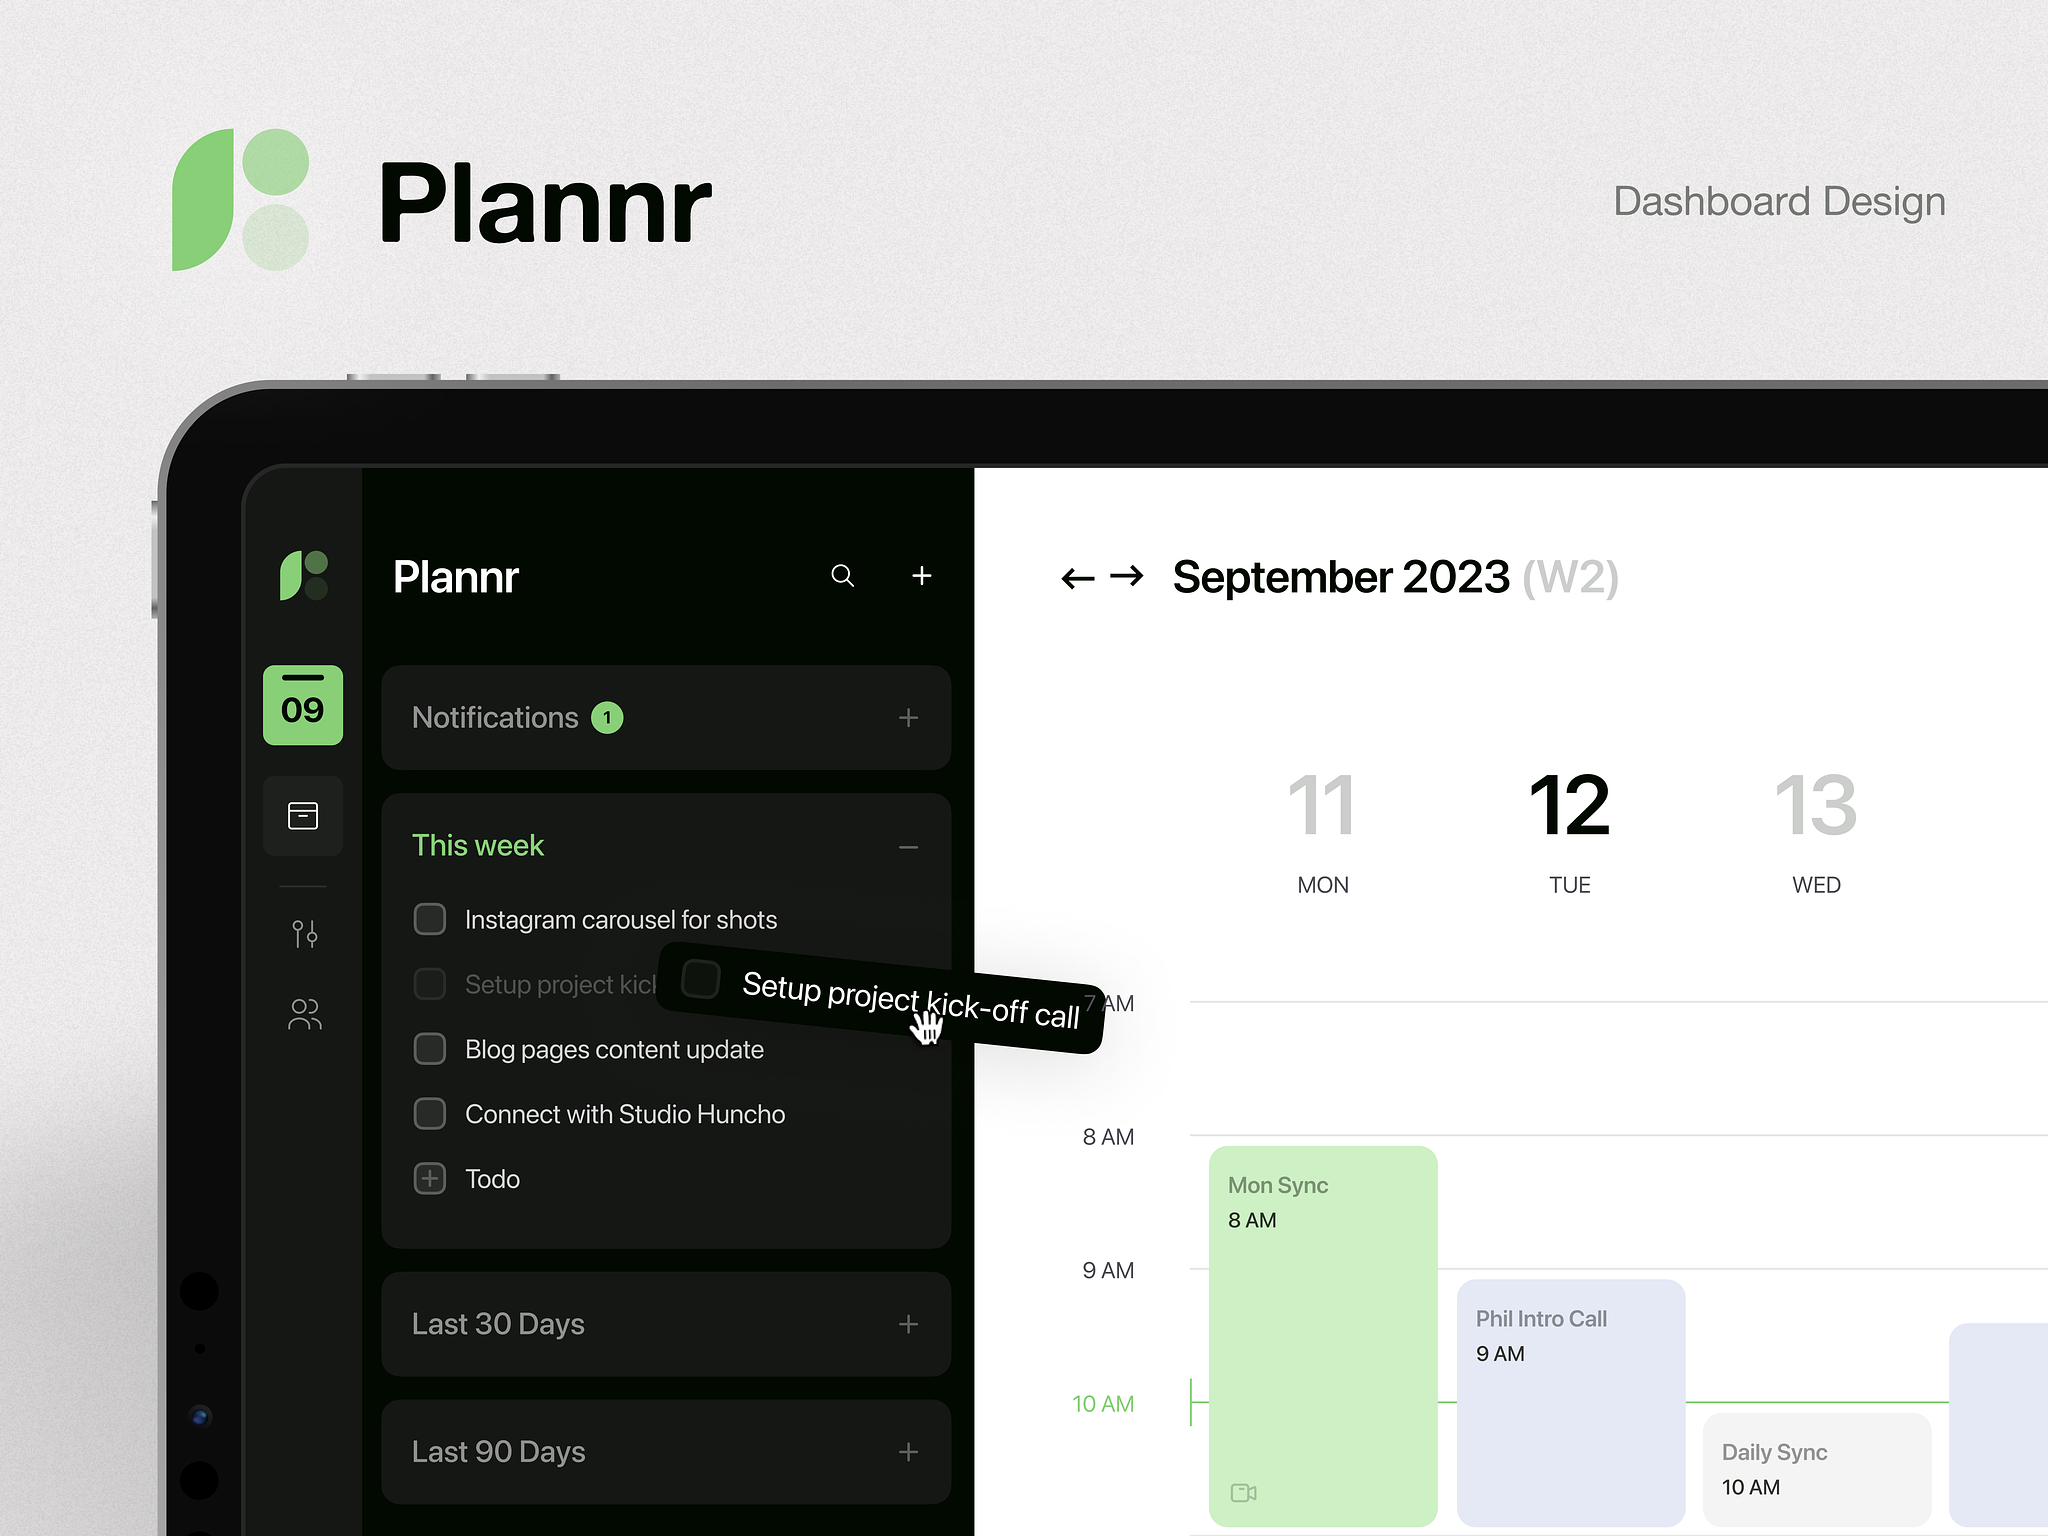 Plannr
Dashboard Design
Plannr
September 2023 (W2)
09
Notifications 1
This week
Instagram carousel for shots
Setup project kick
Setup project kick-off call
Blog pages content update
Connect with Studio Huncho
Todo
Last 30 Days
Last 90 Days
11
12
13
MON
TUE
WED
7 AM
8 AM
Mon Sync
8 AM
9 AM
Phil Intro Call
9 AM
10 AM
Daily Sync
10 AM